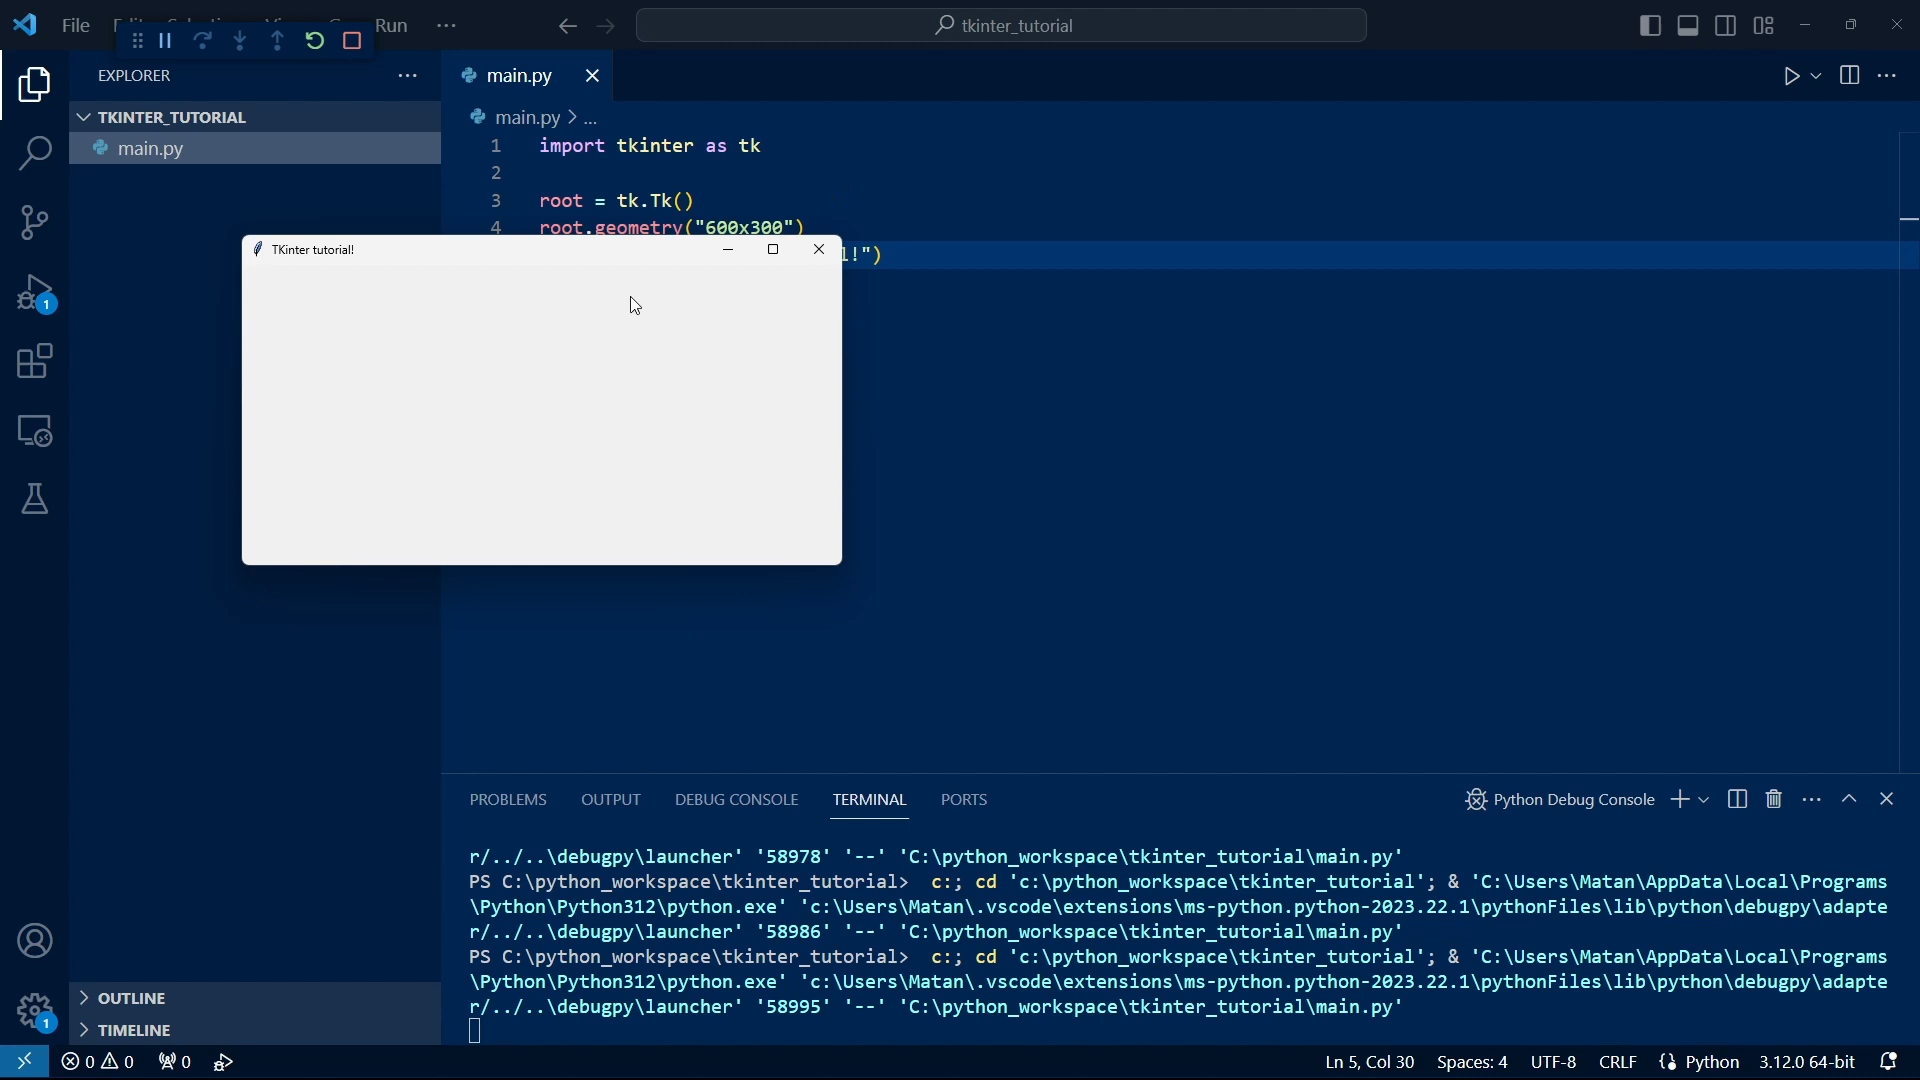 File
Run
tkinter_tutorial
EXPLORER
main.py
TKINTER_TUTORIAL
main.py
main.py > ...
1 import tkinter as tk
2
3 root = tk.Tk()
4 root.geometry("600x300")
l!")
TKinter tutorial!
1
PROBLEMS
OUTPUT
DEBUG CONSOLE
TERMINAL
PORTS
Python Debug Console
r/../..\debugpy\launcher' '58978' '--' 'C:\python_workspace\tkinter_tutorial\main.py'
PS C:\python_workspace\tkinter_tutorial> c:; cd 'c:\python_workspace\tkinter_tutorial'; & 'C:\Users\Matan\AppData\Local\Programs
\Python\Python312\python.exe' 'c:\Users\Matan\.vscode\extensions\ms-python.python-2023.22.1\pythonFiles\lib\python\debugpy\adapte
r/../..\debugpy\launcher' '58986' '--' 'C:\python_workspace\tkinter_tutorial\main.py'
PS C:\python_workspace\tkinter_tutorial> c:; cd 'c:\python_workspace\tkinter_tutorial'; & 'C:\Users\Matan\AppData\Local\Programs
\Python\Python312\python.exe' 'c:\Users\Matan\.vscode\extensions\ms-python.python-2023.22.1\pythonFiles\lib\python\debugpy\adapte
r/../..\debugpy\launcher' '58995' '--' 'C:\python_workspace\tkinter_tutorial\main.py'
OUTLINE
1
TIMELINE
0 0 0
Ln 5, Col 30
Spaces: 4
UTF-8
CRLF
Python
3.12.0 64-bit